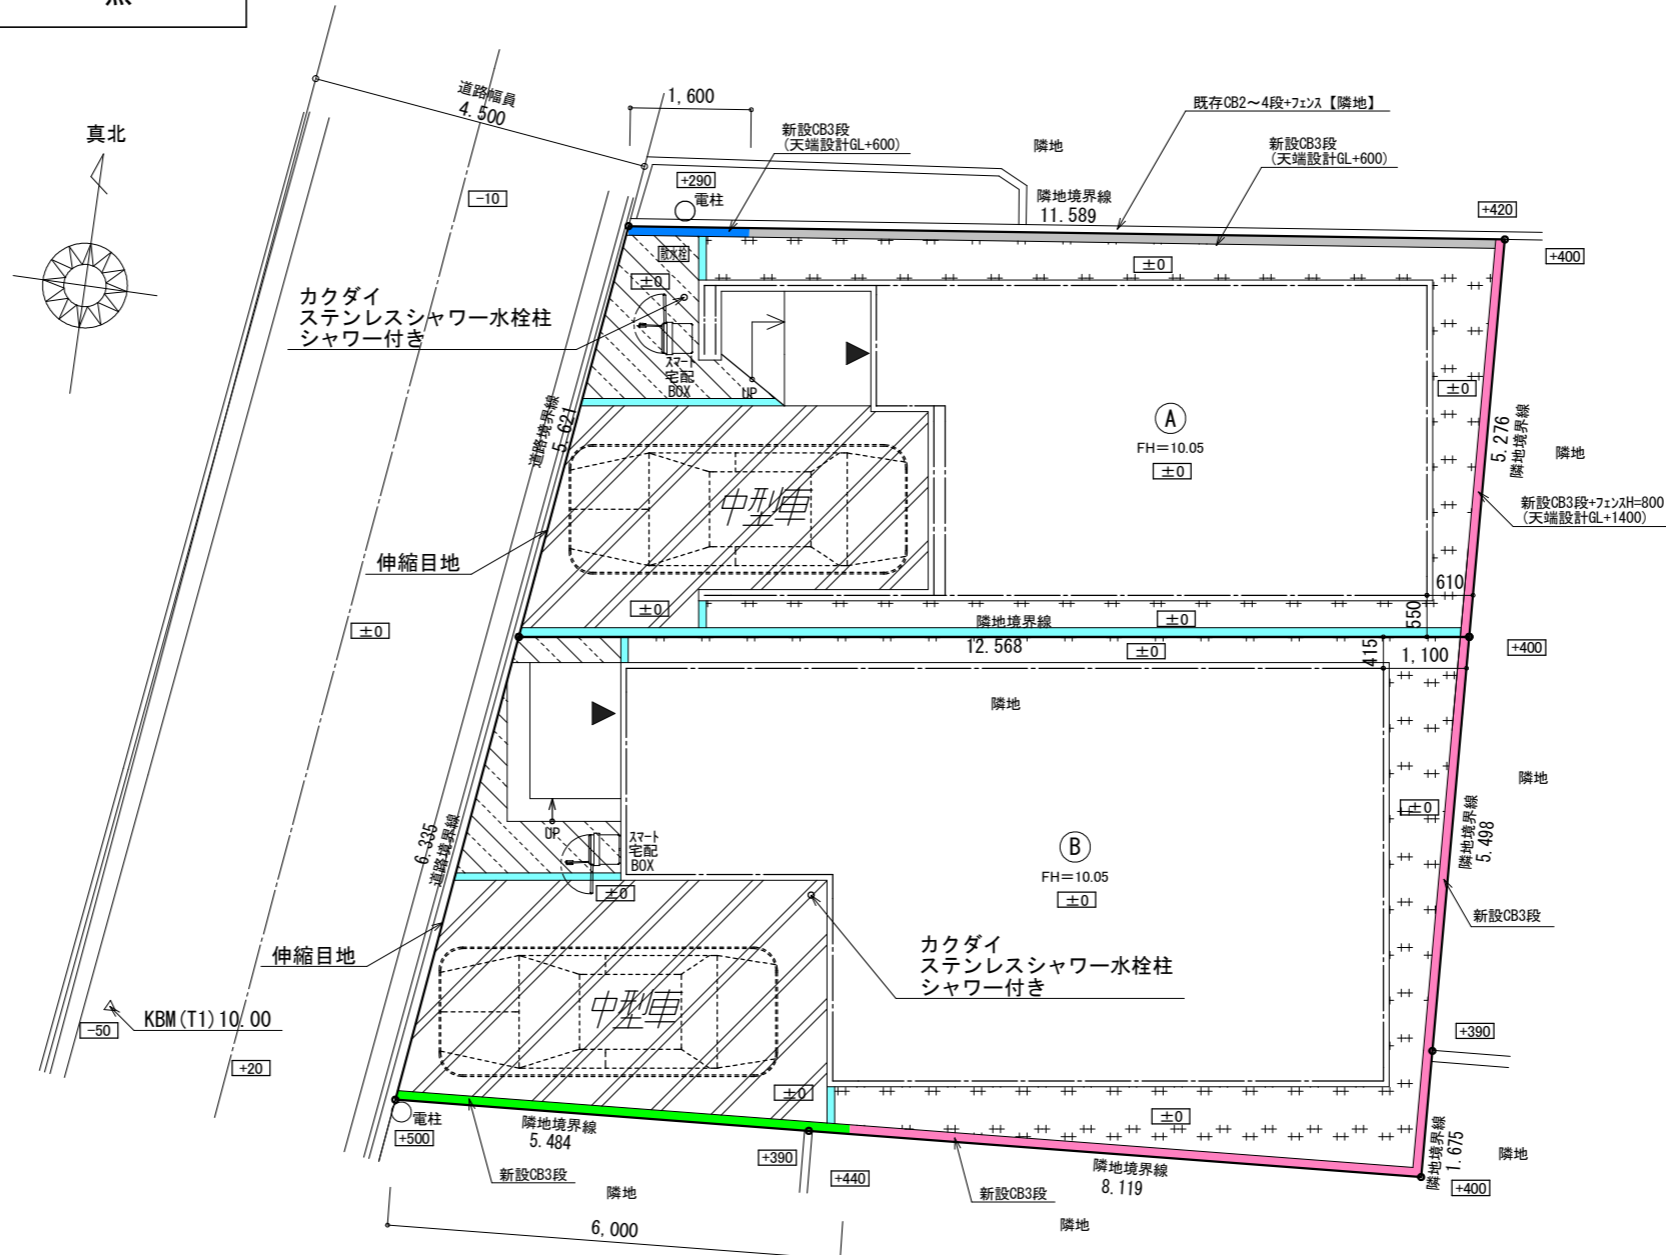 道路幅員
4.500
1,600
真北
-10
+290
電柱
新設CB3段
(天端設計GL+600)
既存CB2～4段+フェンス【隣地】
隣地
新設CB3段
(天端設計GL+600)
隣地境界線
11.589
+420
+400
散水栓
±0
±0
カクダイ
ステンレスシャワー水栓柱
シャワー付き
スマート
宅配
BOX
UP
A
FH=10.05
±0
±0
5.276
隣地境界線
隣地
新設CB3段+フェンスH=800
(天端設計GL+1400)
道路境界線
5.621
中型車
伸縮目地
±0
±0
隣地境界線
12.568
±0
±0
610
550
415
1,100
+400
隣地
隣地
UP
スマート
宅配
BOX
±0
6.335
道路境界線
B
FH=10.05
±0
±0
隣地境界線
5.498
新設CB3段
伸縮目地
中型車
カクダイ
ステンレスシャワー水栓柱
シャワー付き
KBM(T1)10.00
-50
+20
+390
±0
±0
電柱
+500
隣地境界線
5.484
新設CB3段
隣地
+390
+440
新設CB3段
隣地境界線
8.119
隣地
隣地境界線
1.675
隣地
+400
6,000